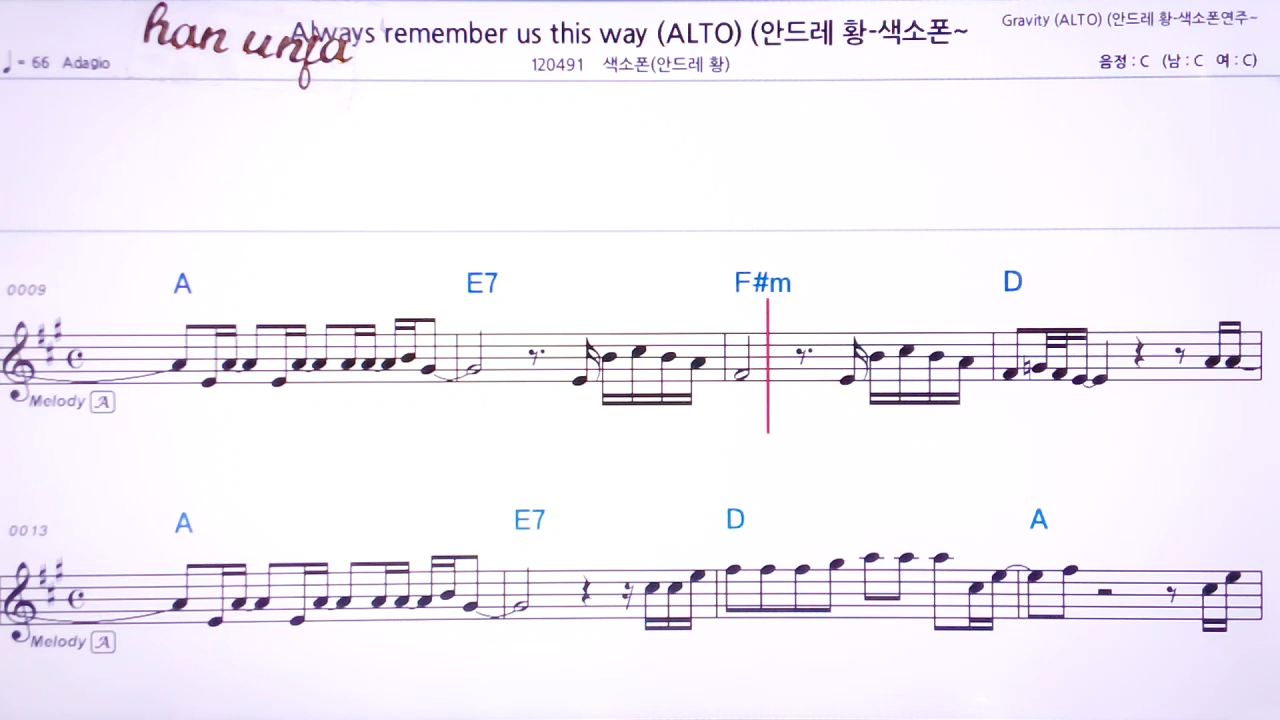 han unfa
Always remember us this way (ALTO) (안드레 황-색소폰~
Gravity (ALTO) (안드레 황-색소폰연주~
♩= 66 Adagio
120491 색소폰(안드레 황)
음정 : C (남 : C 여 : C)
0009
A E7 F#m D
Melody A
0013
A E7 D A
Melody A